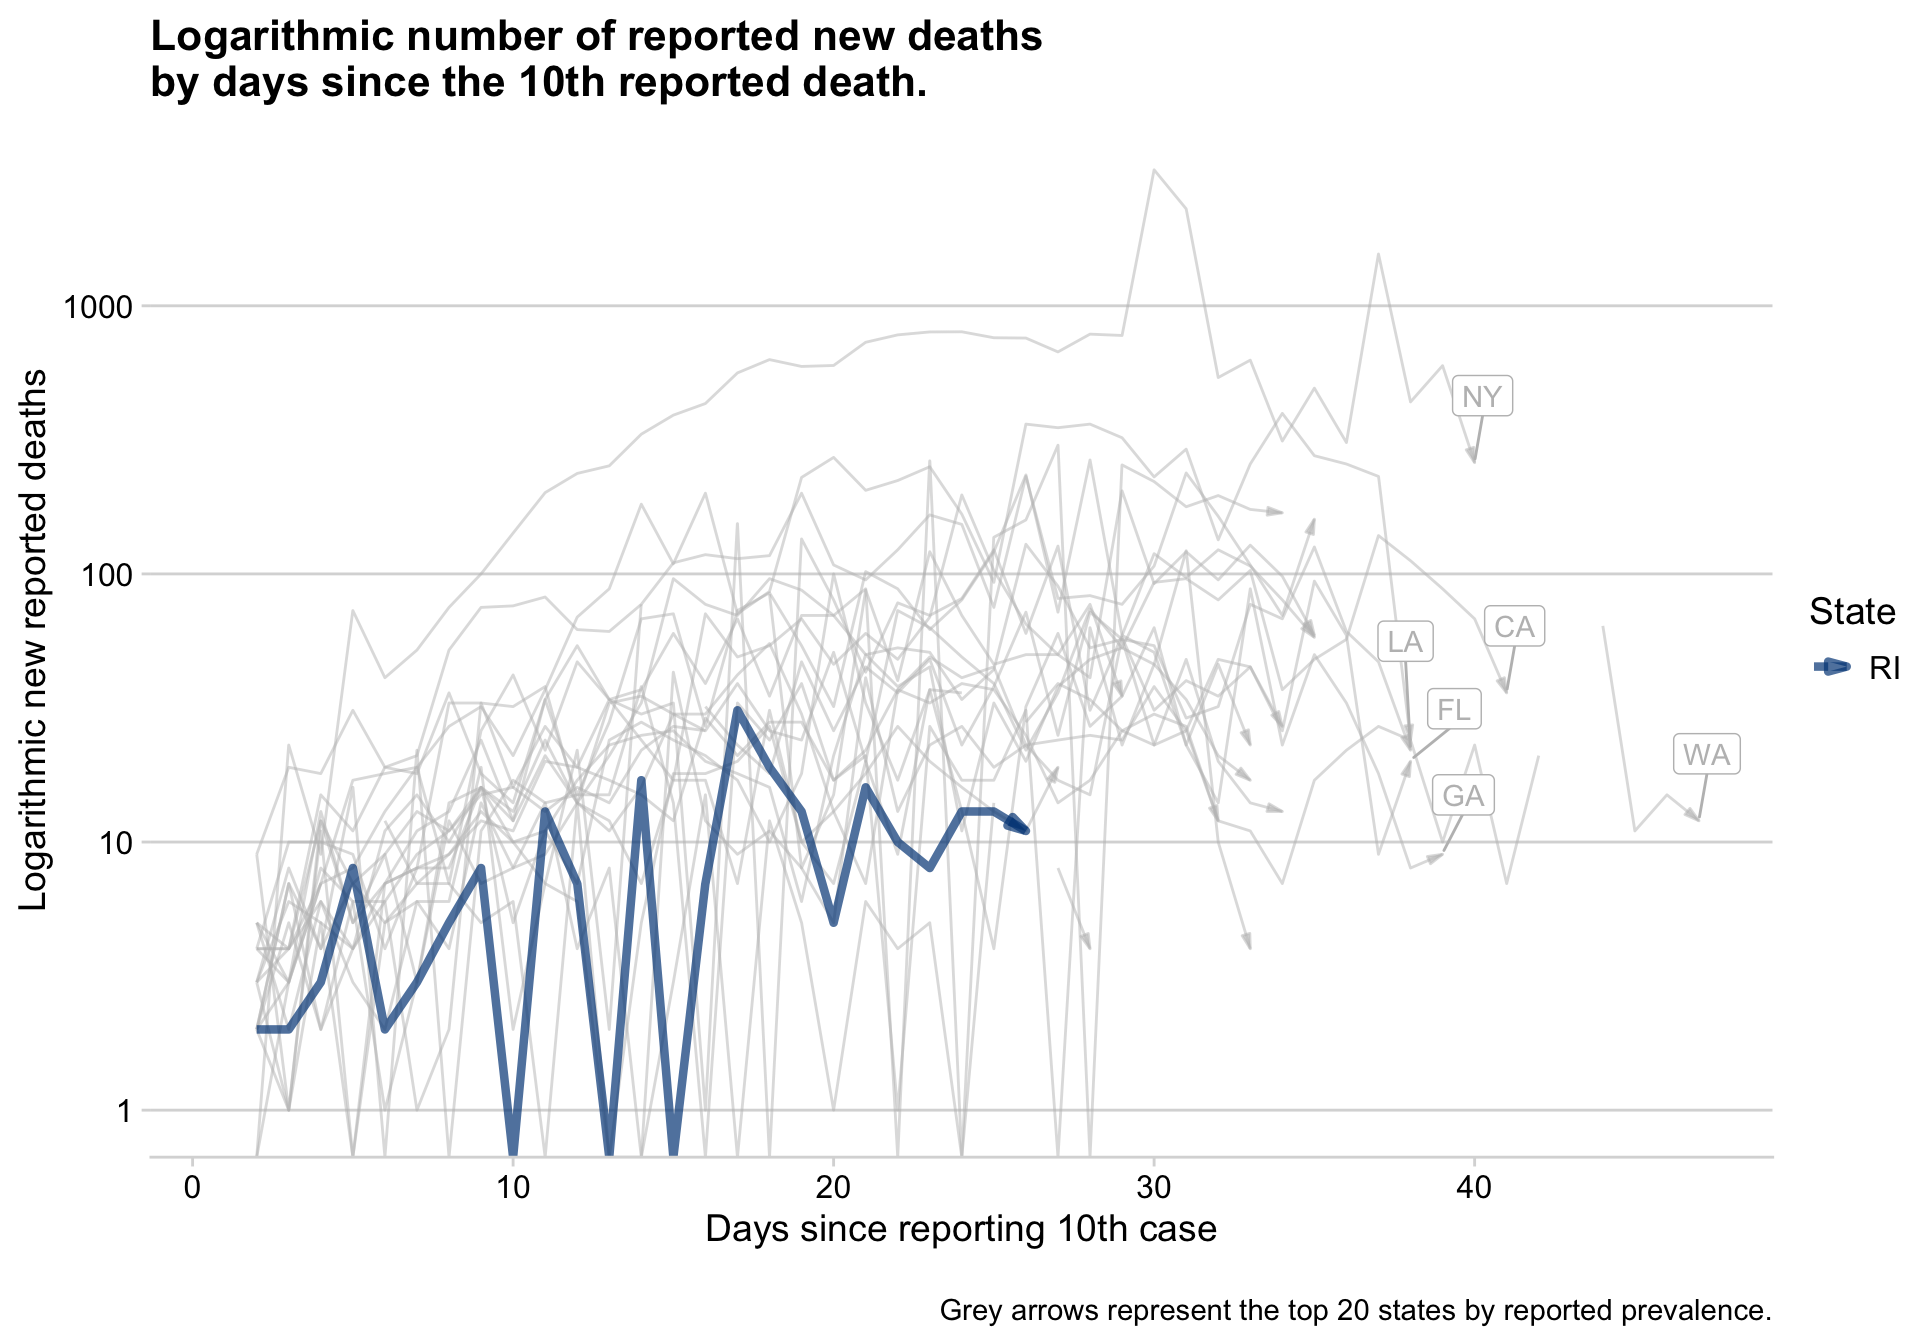 Logarithmic number of reported new deaths
by days since the 10th reported death.
Logarithmic new reported deaths
1000
100
10
1
NY
CA
LA
FL
WA
GA
State
RI
0
10
20
30
40
Days since reporting 10th case
Grey arrows represent the top 20 states by reported prevalence.